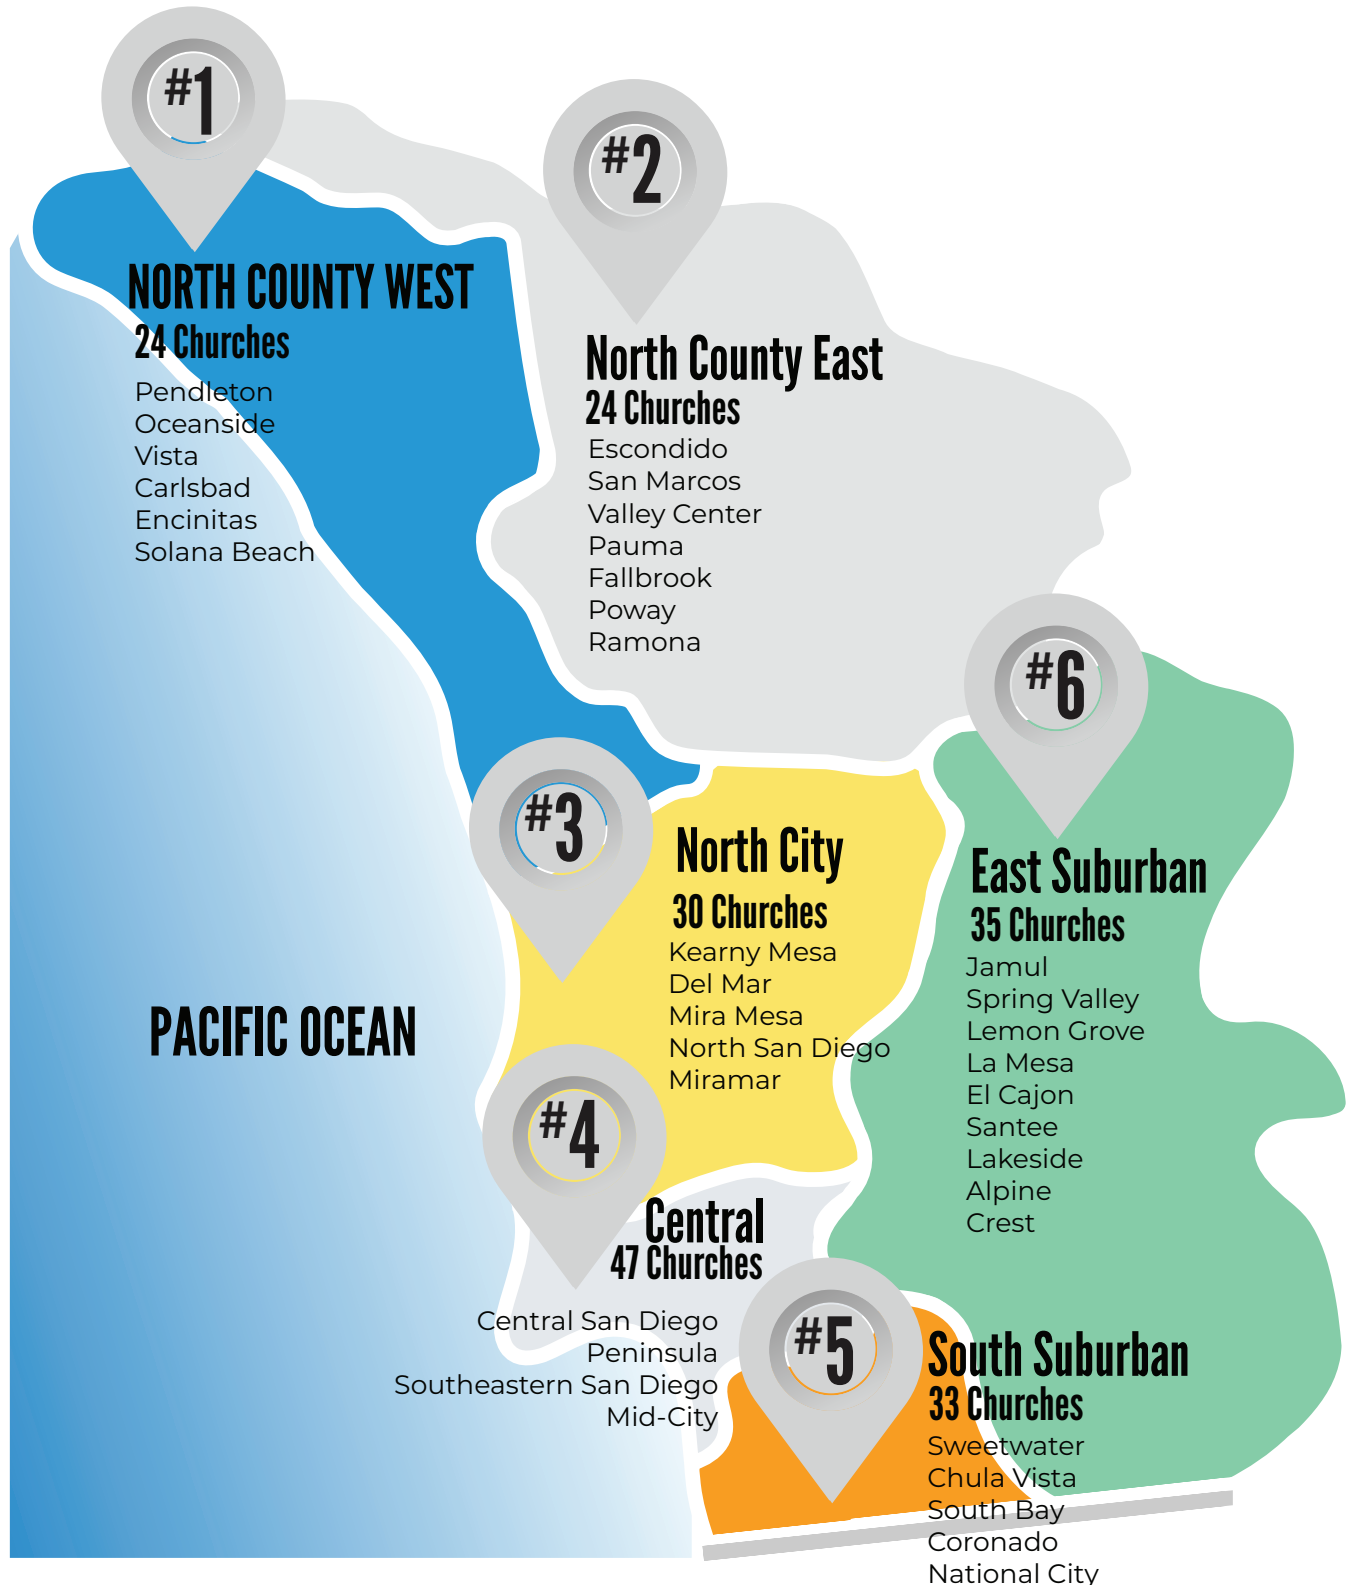 #1
NORTH COUNTY WEST
24 Churches
Pendleton
Oceanside
Vista
Carlsbad
Encinitas
Solana Beach
#2
North County East
24 Churches
Escondido
San Marcos
Valley Center
Pauma
Fallbrook
Poway
Ramona
#3
North City
30 Churches
Kearny Mesa
Del Mar
Mira Mesa
North San Diego
Miramar
#6
East Suburban
35 Churches
Jamul
Spring Valley
Lemon Grove
La Mesa
El Cajon
Santee
Lakeside
Alpine
Crest
PACIFIC OCEAN
#4
Central
47 Churches
Central San Diego
Peninsula
Southeastern San Diego
Mid-City
#5
South Suburban
33 Churches
Sweetwater
Chula Vista
South Bay
Coronado
National City